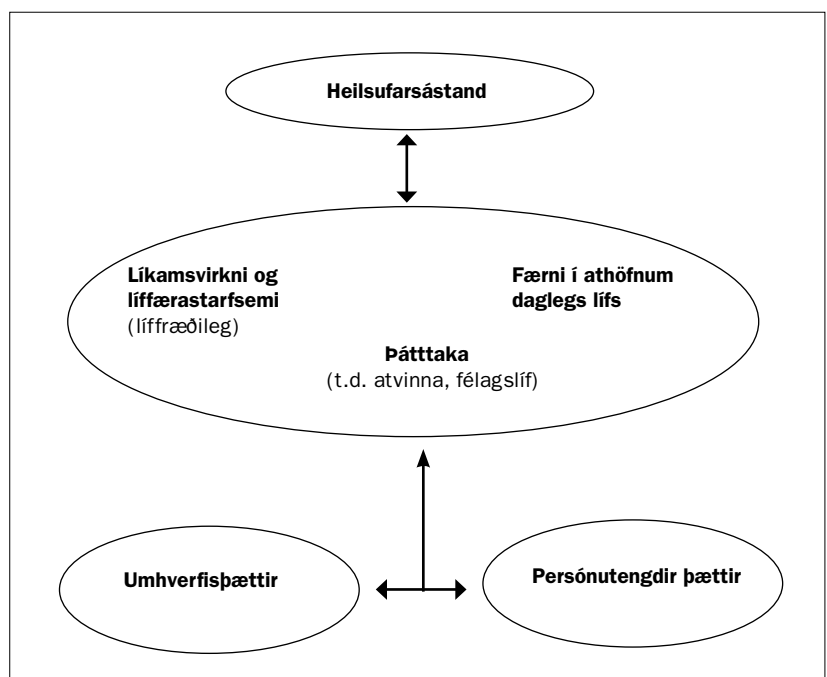 Heilsufarsástand
Líkamsvirkni og
líffærastarfsemi
(líffræðileg)
Færni í athöfnum
daglegs lífs
Þátttaka
(t.d. atvinna, félagslíf)
Umhverfisþættir
Persónutengdir þættir